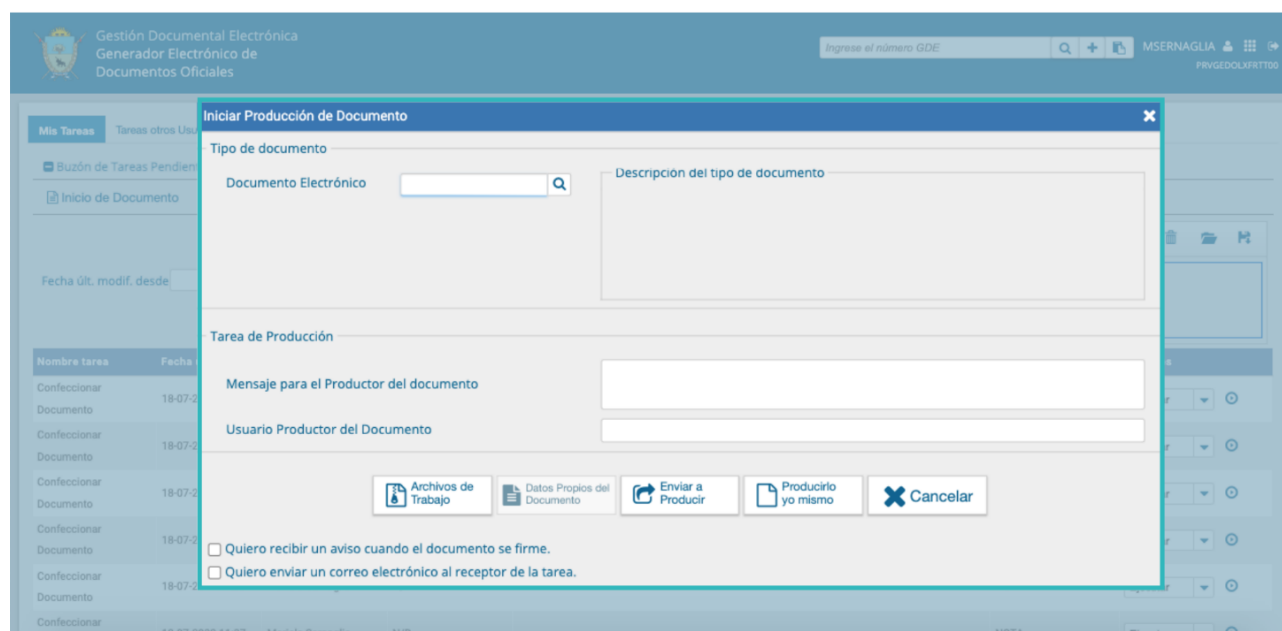 Gestión Documental Electrónica
Generador Electrónico de
Documentos Oficiales
Ingrese el número GDE
MSERNAGLIA
PRVGEDOLXFRTT00
Mis Tareas
Tareas otros Usu
Buzón de Tareas Pendien
Inicio de Documento
Fecha últ. modif. desde
Iniciar Producción de Documento
Tipo de documento
Documento Electrónico
Descripción del tipo de documento
Tarea de Producción
Mensaje para el Productor del documento
Usuario Productor del Documento
Archivos de
Trabajo
Datos Propios del
Documento
Enviar a
Producir
Producirlo
yo mismo
Cancelar
Quiero recibir un aviso cuando el documento se firme.
Quiero enviar un correo electrónico al receptor de la tarea.
Nombre tarea Fecha
Confeccionar
Documento
18-07-2
Confeccionar
Documento
18-07-2
Confeccionar
Documento
18-07-2
Confeccionar
Documento
18-07-2
Confeccionar
Documento
18-07-2
Confeccionar